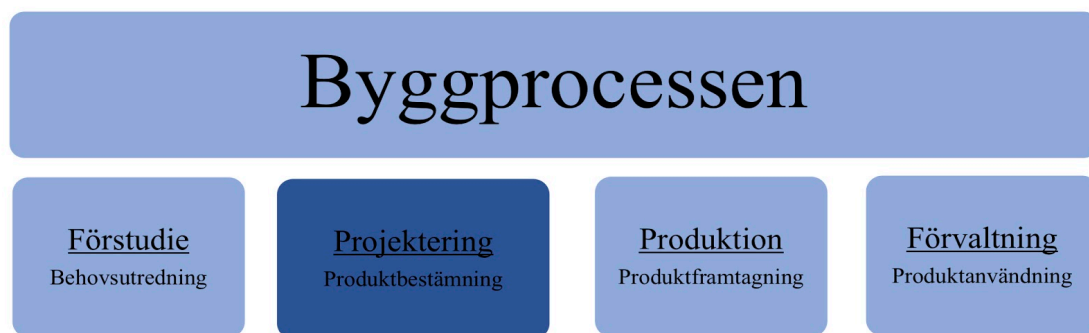 Byggprocessen
Förstudie
Behovsutredning
Projektering
Produktbestämning
Produktion
Produktframtagning
Förvaltning
Produktanvändning